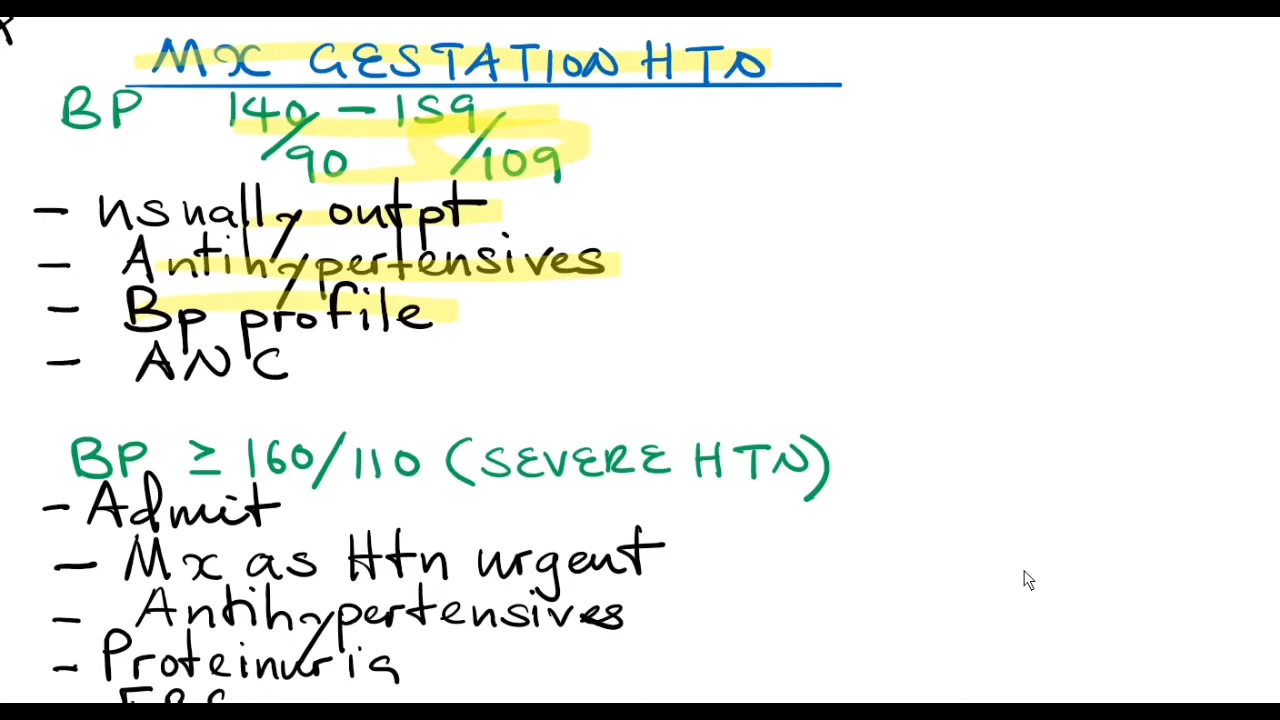 Mx GESTATION HTN
BP 140/90 - 159/109
- usually outpt
- Antihypertensives
- Bp profile
- ANC
BP ≥ 160/110 (SEVERE HTN)
- Admit
- Mx as Htn urgent
- Antihypertensives
- Proteinuria